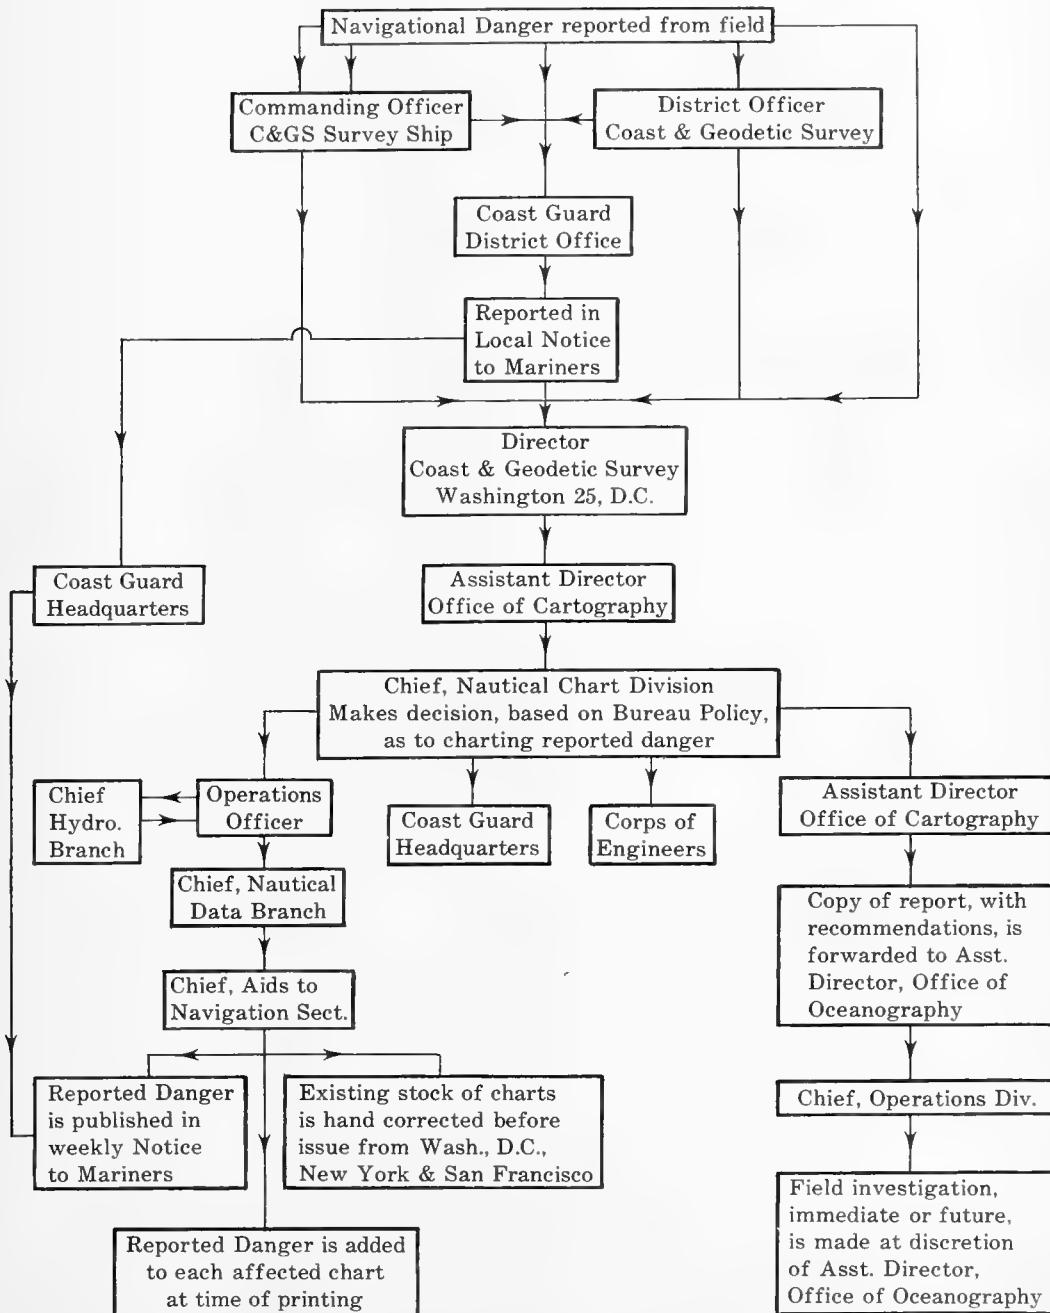 Navigational Danger reported from field
Commanding Officer
C&GS Survey Ship
District Officer
Coast & Geodetic Survey
Coast Guard
District Office
Reported in
Local Notice
to Mariners
Director
Coast & Geodetic Survey
Washington 25, D.C.
Coast Guard
Headquarters
Assistant Director
Office of Cartography
Chief, Nautical Chart Division
Makes decision, based on Bureau Policy,
as to charting reported danger
Chief
Hydro.
Branch
Operations
Officer
Coast Guard
Headquarters
Corps of
Engineers
Assistant Director
Office of Cartography
Chief, Nautical
Data Branch
Copy of report, with
recommendations, is
forwarded to Asst.
Director, Office of
Oceanography
Chief, Aids to
Navigation Sect.
Reported Danger
is published in
weekly Notice
to Mariners
Existing stock of charts
is hand corrected before
issue from Wash., D.C.,
New York & San Francisco
Chief, Operations Div.
Reported Danger is added
to each affected chart
at time of printing
Field investigation,
immediate or future,
is made at discretion
of Asst. Director,
Office of Oceanography